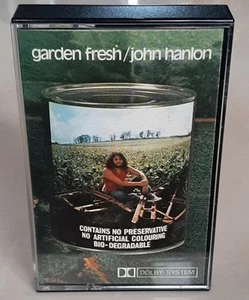 garden fresh/john hanlon
CONTAINS NO PRESERVATIVE
NO ARTIFICIAL COLOURING
BIO-DEGRADABLE
DOLBY SYSTEM